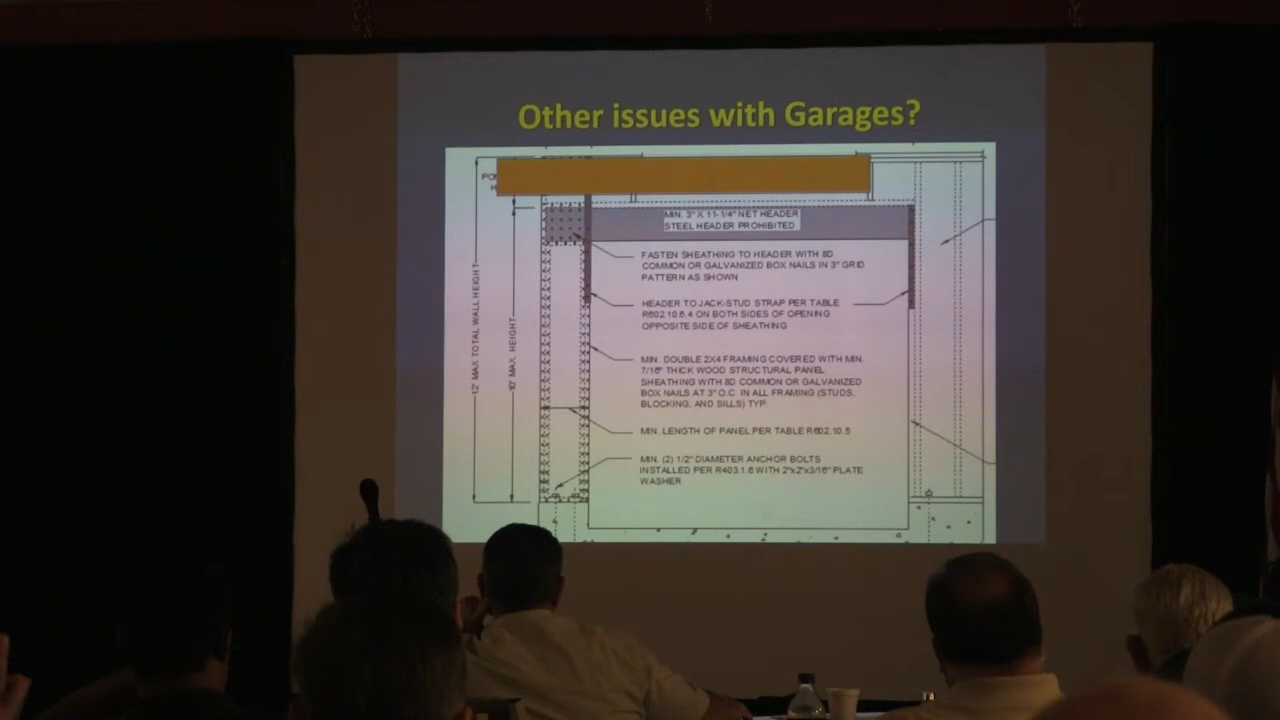 Other issues with Garages?
MIN. 3" X 11-1/4" NET HEADER
STEEL HEADER PROHIBITED
FASTEN SHEATHING TO HEADER WITH 8D
COMMON OR GALVANIZED BOX NAILS IN 3" GRID
PATTERN AS SHOWN
HEADER TO JACK-STUD STRAP PER TABLE
R602.10.6.4 ON BOTH SIDES OF OPENING
OPPOSITE SIDE OF SHEATHING
MIN. DOUBLE 2X4 FRAMING COVERED WITH MIN.
7/16" THICK WOOD STRUCTURAL PANEL
SHEATHING WITH 8D COMMON OR GALVANIZED
BOX NAILS AT 3" O.C. IN ALL FRAMING (STUDS,
BLOCKING, AND SILLS) TYP.
MIN. LENGTH OF PANEL PER TABLE R602.10.5
MIN. (2) 1/2" DIAMETER ANCHOR BOLTS
INSTALLED PER R403.1.6 WITH 2"x2"x3/16" PLATE
WASHER
12' MAX. TOTAL WALL HEIGHT
10' MAX. HEIGHT